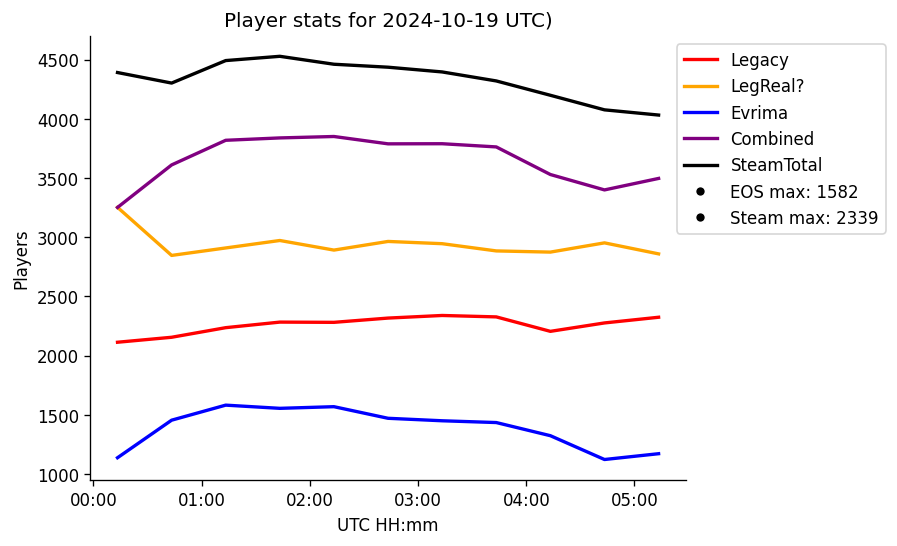 Player stats for 2024-10-19 UTC)
Players
4500
4000
3500
3000
2500
2000
1500
1000
00:00 01:00 02:00 03:00 04:00 05:00
UTC HH:mm
Legacy
LegReal?
Evrima
Combined
SteamTotal
EOS max: 1582
Steam max: 2339